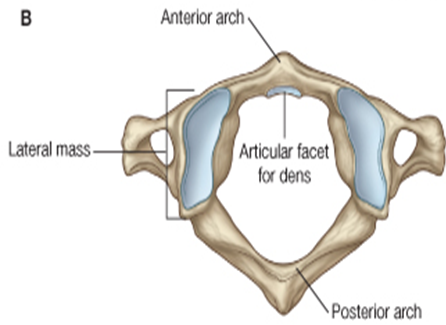 B
Anterior arch
Lateral mass
Articular facet
for dens
Posterior arch